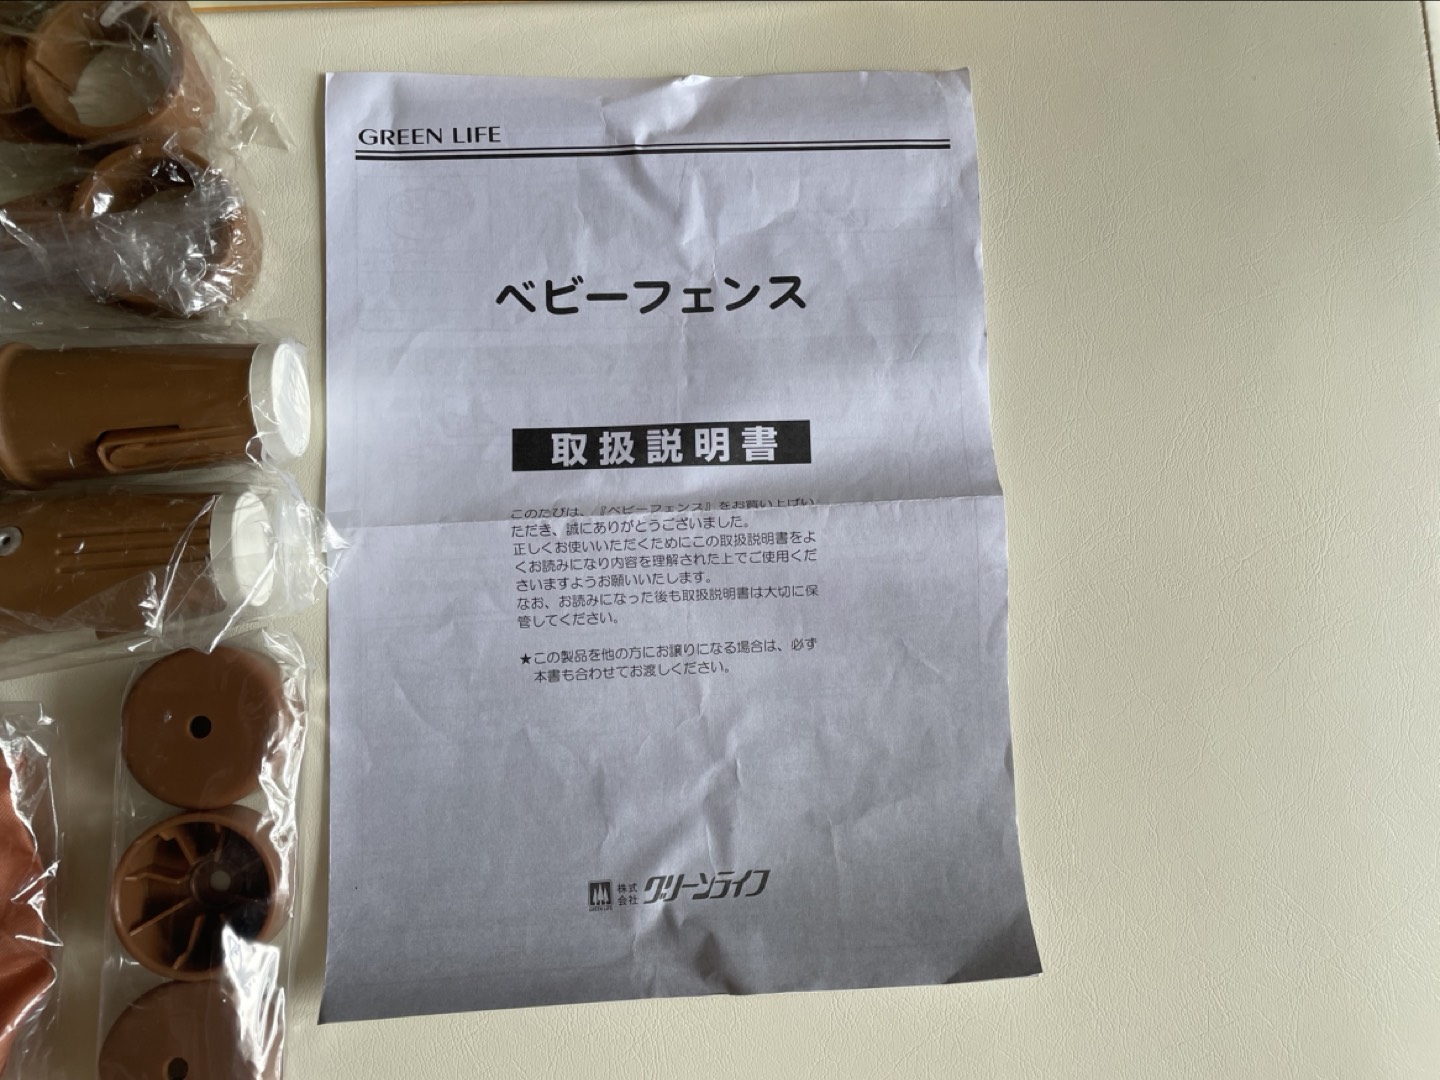 GREEN LIFE
ベビーフェンス
取扱説明書
このたびは、『ベビーフェンス』をお買い上げい
ただき、誠にありがとうございました。
正しくお使いいただくためにこの取扱説明書をよ
くお読みになり内容を理解された上でご使用くだ
さいますようお願いいたします。
なお、お読みになった後も取扱説明書は大切に保
管してください。
★この製品を他の方にお譲りになる場合は、必ず
本書も合わせてお渡しください。
GREEN LIFE 株式会社 グリーンライフ